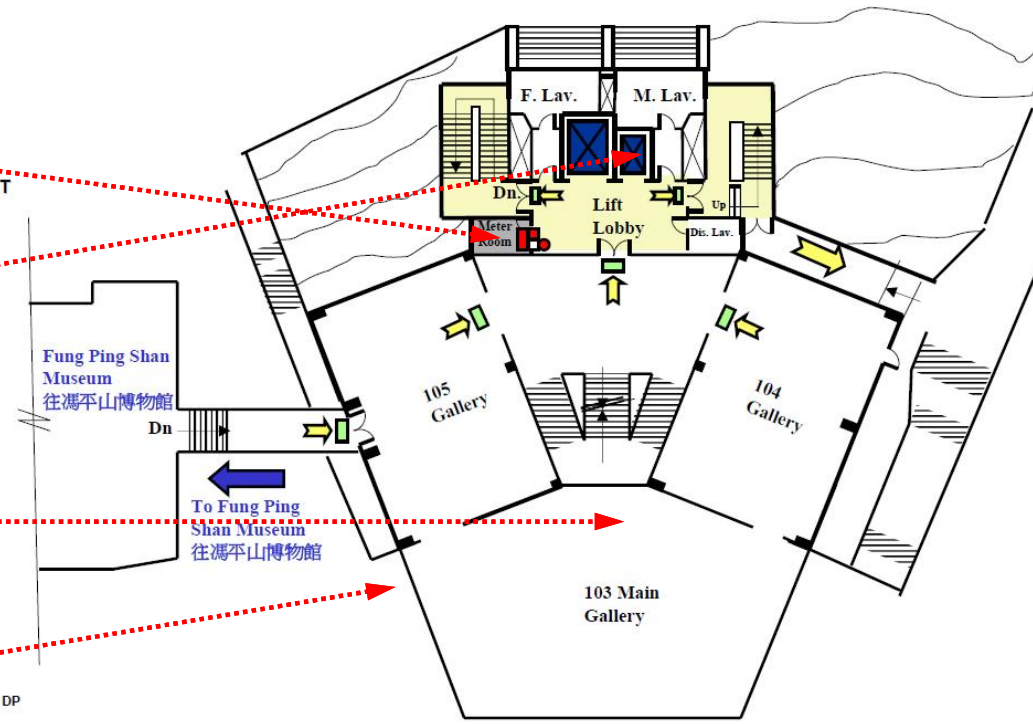 F. Lav.
M. Lav.
T
Dn.
Lift
Lobby
Up
Meter
Room
Dis. Lav.
Fung Ping Shan
Museum
往馮平山博物館
Dn
105
Gallery
104
Gallery
To Fung Ping
Shan Museum
往馮平山博物館
103 Main
Gallery
DP